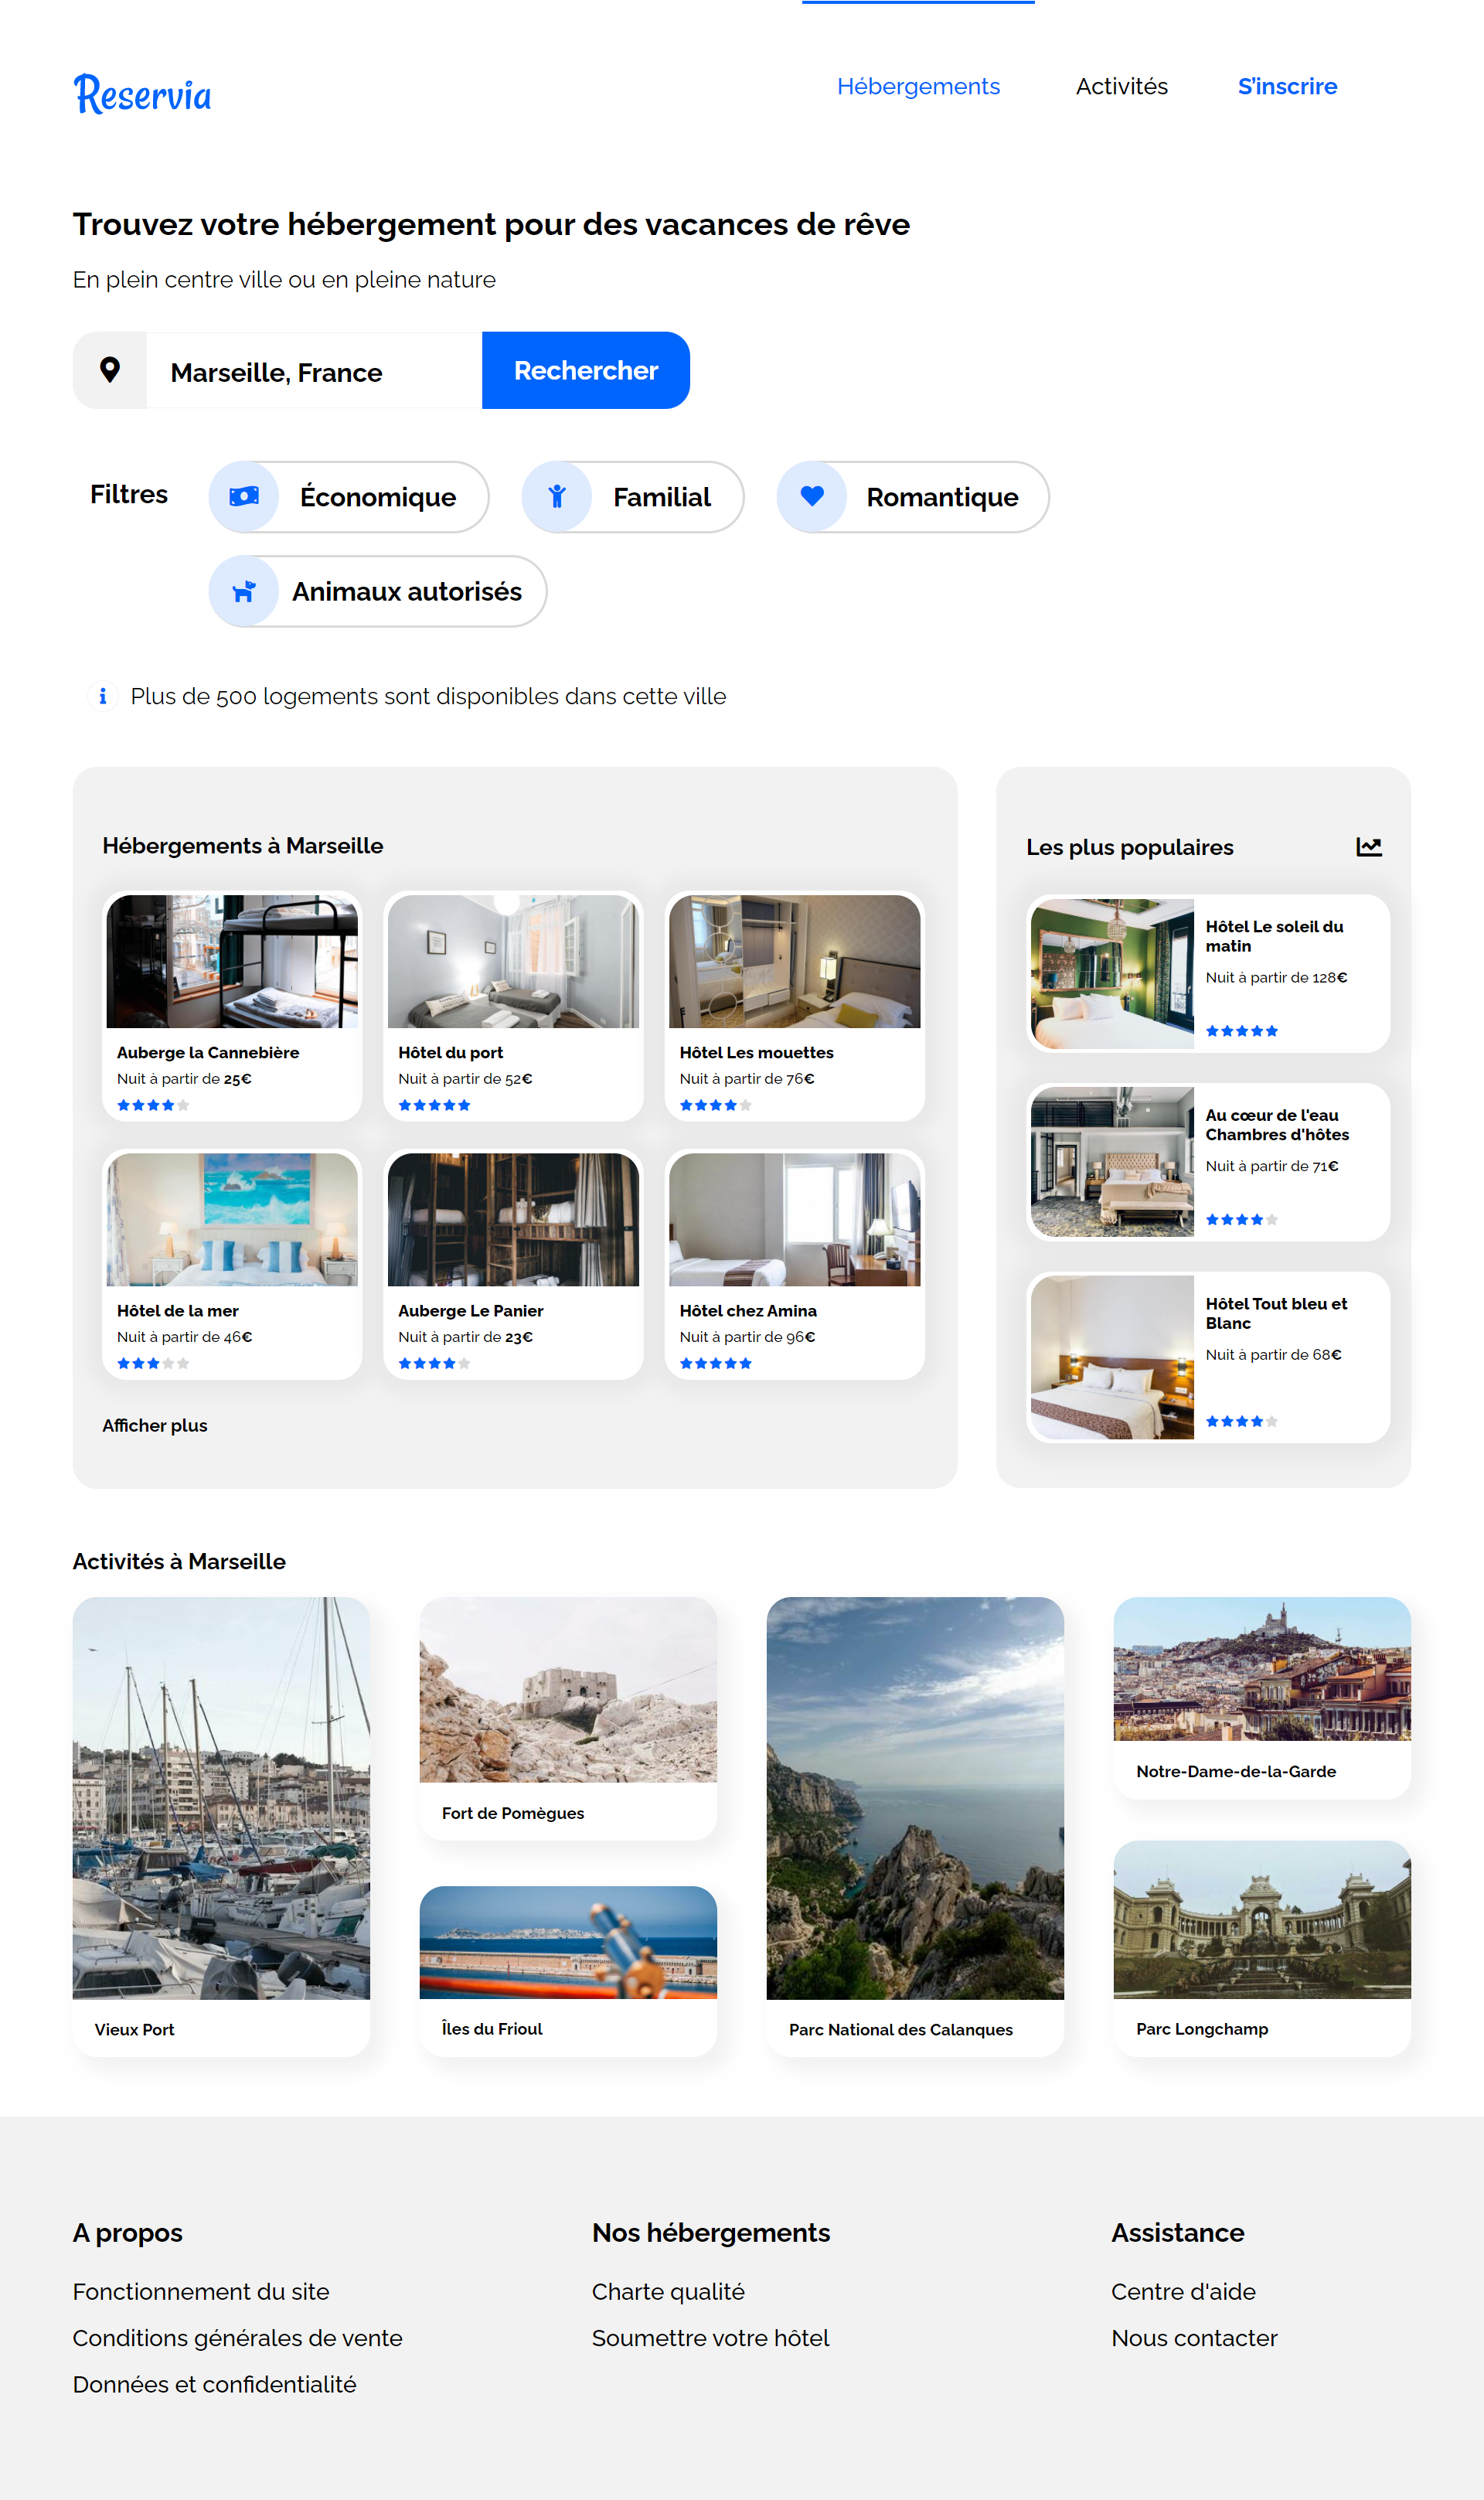 Reservia
Hébergements
Activités
S'inscrire
Trouvez votre hébergement pour des vacances de rêve
En plein centre ville ou en pleine nature
Marseille, France
Rechercher
Filtres
Économique
Familial
Romantique
Animaux autorisés
Plus de 500 logements sont disponibles dans cette ville
Hébergements à Marseille
Auberge la Cannebière
Nuit à partir de 25€
Hôtel du port
Nuit à partir de 52€
Hôtel Les mouettes
Nuit à partir de 76€
Hôtel de la mer
Nuit à partir de 46€
Auberge Le Panier
Nuit à partir de 23€
Hôtel chez Amina
Nuit à partir de 96€
Afficher plus
Les plus populaires
Hôtel Le soleil du
matin
Nuit à partir de 128€
Au cœur de l'eau
Chambres d'hôtes
Nuit à partir de 71€
Hôtel Tout bleu et
Blanc
Nuit à partir de 68€
Activités à Marseille
Vieux Port
Fort de Pomègues
Îles du Frioul
Parc National des Calanques
Notre-Dame-de-la-Garde
Parc Longchamp
A propos
Fonctionnement du site
Conditions générales de vente
Données et confidentialité
Nos hébergements
Charte qualité
Soumettre votre hôtel
Assistance
Centre d'aide
Nous contacter